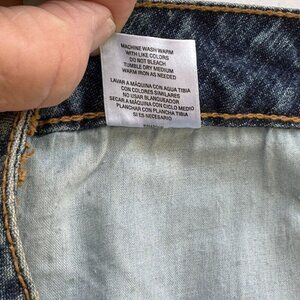 MACHINE WASH WARM
WITH LIKE COLORS
DO NOT BLEACH
TUMBLE DRY MEDIUM
WARM IRON AS NEEDED
LAVAR A MÁQUINA CON AGUA TIBIA
CON COLORES SIMILARES
NO USAR BLANQUEADOR
SECAR A MÁQUINA CON CICLO MEDIO
PLANCHAR CON PLANCHA TIBIA
SI ES NECESARIO